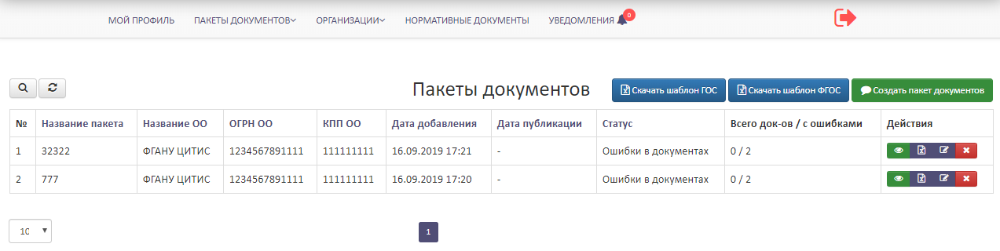 МОЙ ПРОФИЛЬ ПАКЕТЫ ДОКУМЕНТОВ ОРГАНИЗАЦИИ НОРМАТИВНЫЕ ДОКУМЕНТЫ УВЕДОМЛЕНИЯ 0
Пакеты документов Скачать шаблон ГОС Скачать шаблон ФГОС Создать пакет документов
№ Название пакета Название ОО ОГРН ОО КПП ОО Дата добавления Дата публикации Статус Всего док-ов / с ошибками Действия
1 32322 ФГАНУ ЦИТИС 1234567891111 111111111 16.09.2019 17:21 - Ошибки в документах 0 / 2
2 777 ФГАНУ ЦИТИС 1234567891111 111111111 16.09.2019 17:20 - Ошибки в документах 0 / 2
10 1